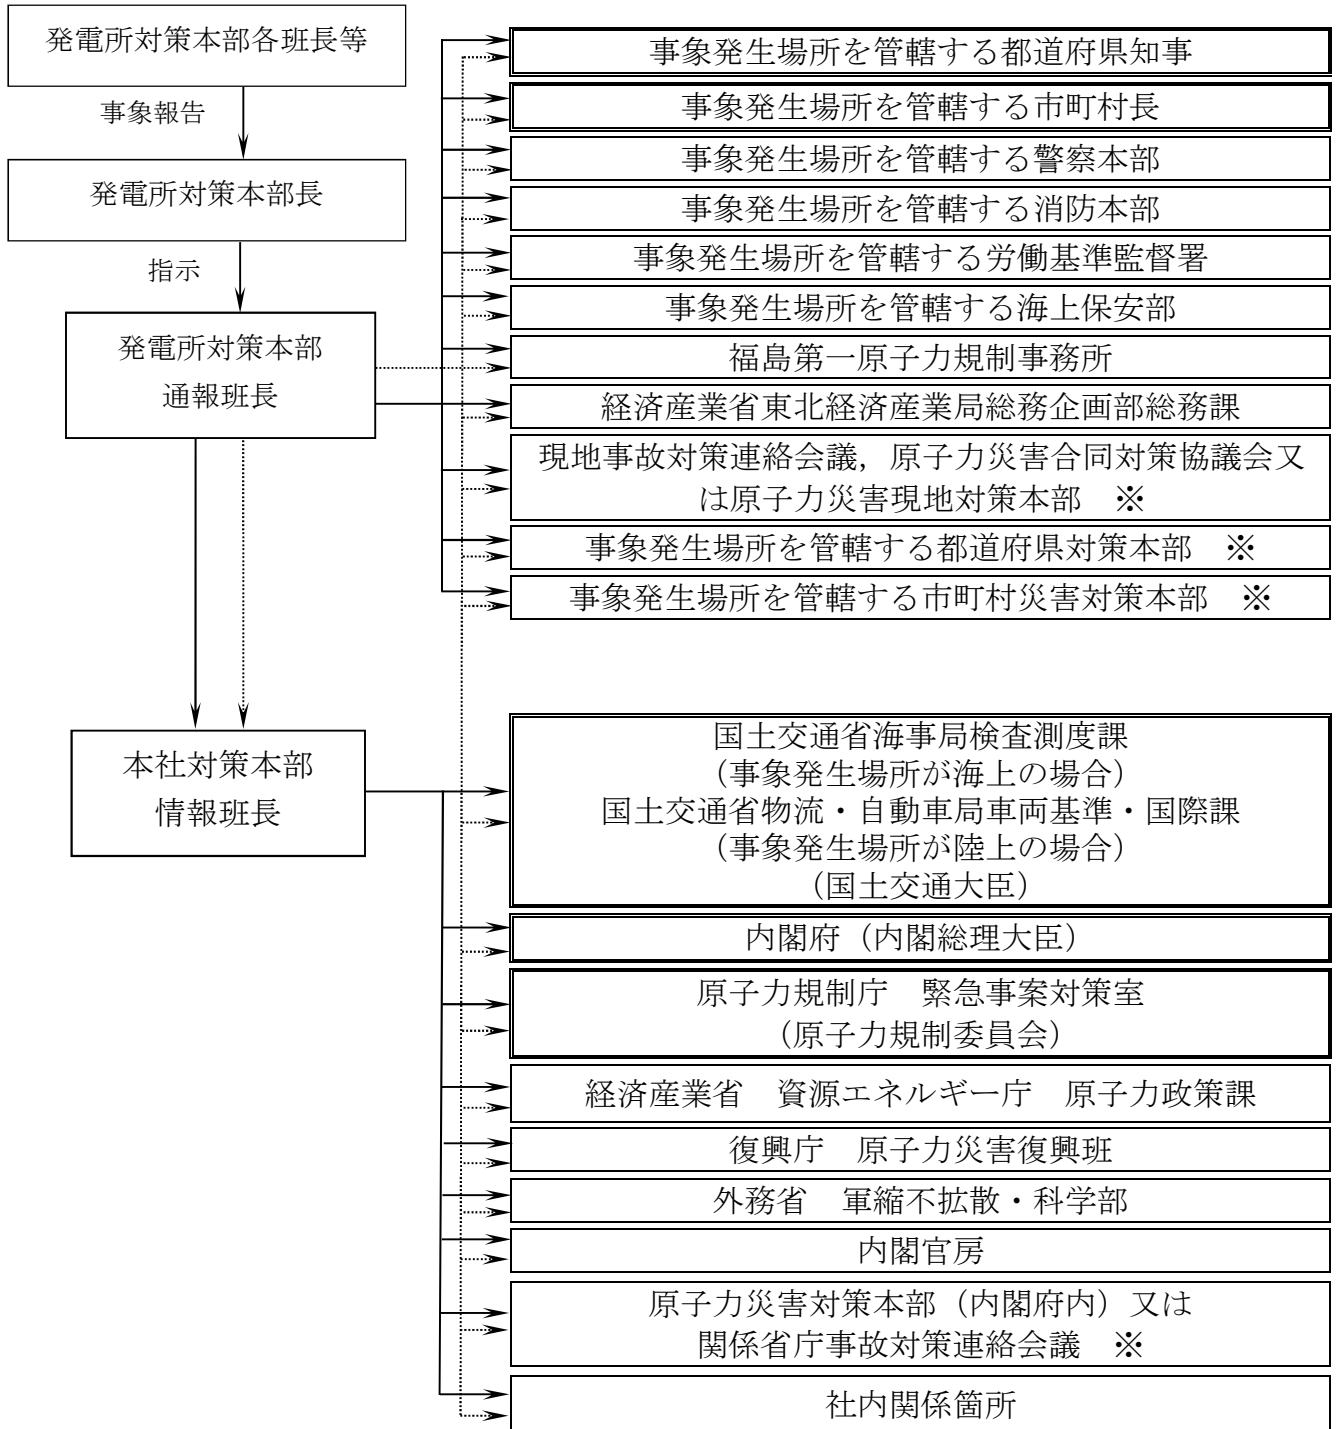 発電所対策本部各班長等
事象報告
発電所対策本部長
指示
発電所対策本部
通報班長
本社対策本部
情報班長
事象発生場所を管轄する都道府県知事
事象発生場所を管轄する市町村長
事象発生場所を管轄する警察本部
事象発生場所を管轄する消防本部
事象発生場所を管轄する労働基準監督署
事象発生場所を管轄する海上保安部
福島第一原子力規制事務所
経済産業省東北経済産業局総務企画部総務課
現地事故対策連絡会議，原子力災害合同対策協議会又
は原子力災害現地対策本部　※
事象発生場所を管轄する都道府県対策本部　※
事象発生場所を管轄する市町村災害対策本部　※
国土交通省海事局検査測度課
（事象発生場所が海上の場合）
国土交通省物流・自動車局車両基準・国際課
（事象発生場所が陸上の場合）
（国土交通大臣）
内閣府（内閣総理大臣）
原子力規制庁　緊急事案対策室
（原子力規制委員会）
経済産業省　資源エネルギー庁　原子力政策課
復興庁　原子力災害復興班
外務省　軍縮不拡散・科学部
内閣官房
原子力災害対策本部（内閣府内）又は
関係省庁事故対策連絡会議　※
社内関係箇所